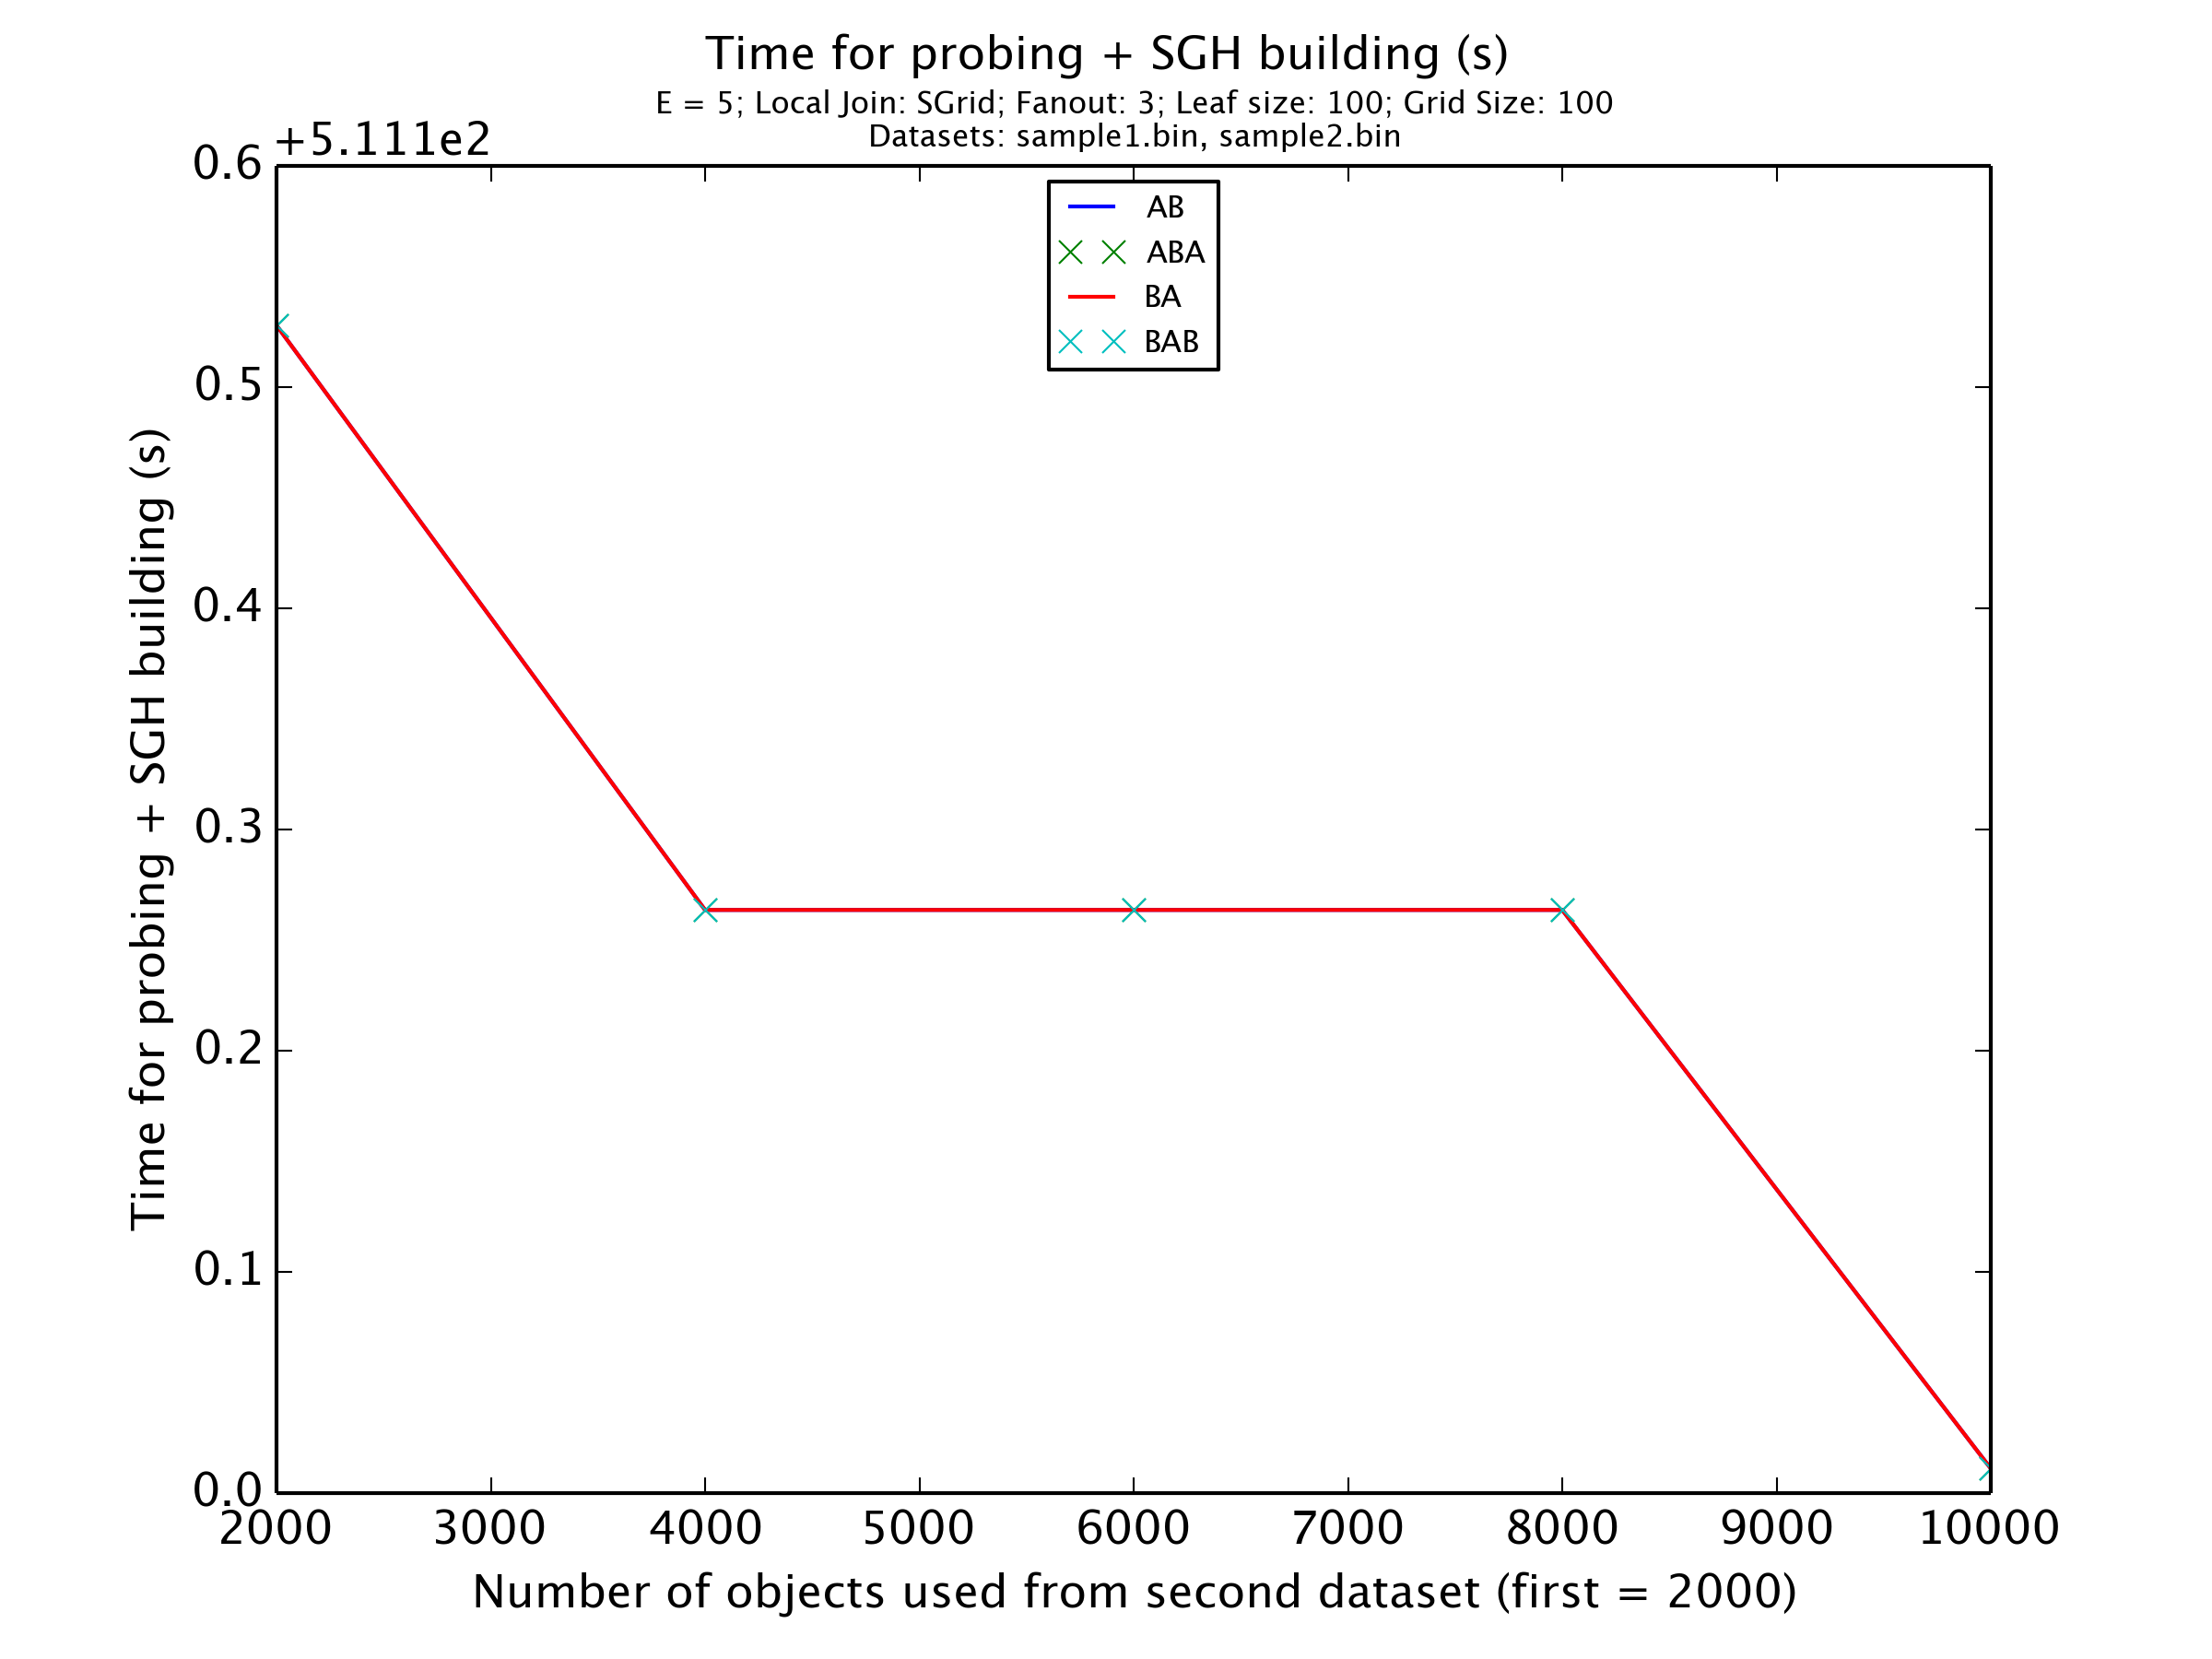 Time for probing + SGH building (s)
E = 5; Local Join: SGrid; Fanout: 3; Leaf size: 100; Grid Size: 100
Datasets: sample1.bin, sample2.bin
+5.111e2
0.6
0.5
0.4
0.3
0.2
0.1
0.0
Time for probing + SGH building (s)
AB
ABA
BA
BAB
2000 3000 4000 5000 6000 7000 8000 9000 10000
Number of objects used from second dataset (first = 2000)